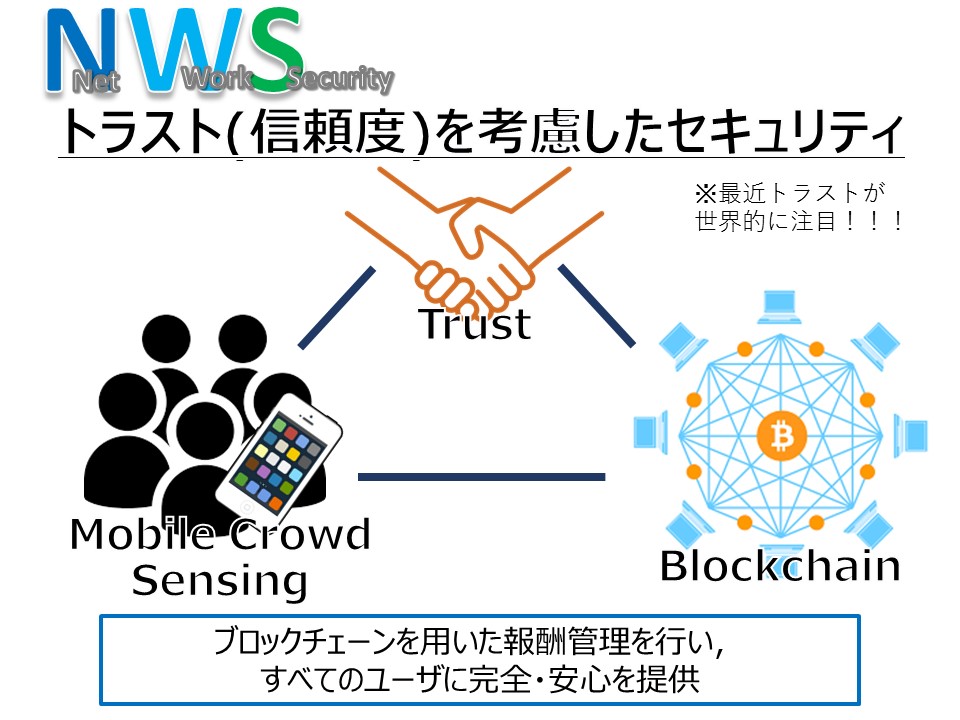 NWS
Net Work Security
トラスト(信頼度)を考慮したセキュリティ
※最近トラストが
世界的に注目！！！
Trust
Mobile Crowd
Sensing
Blockchain
ブロックチェーンを用いた報酬管理を行い,
すべてのユーザに完全・安心を提供